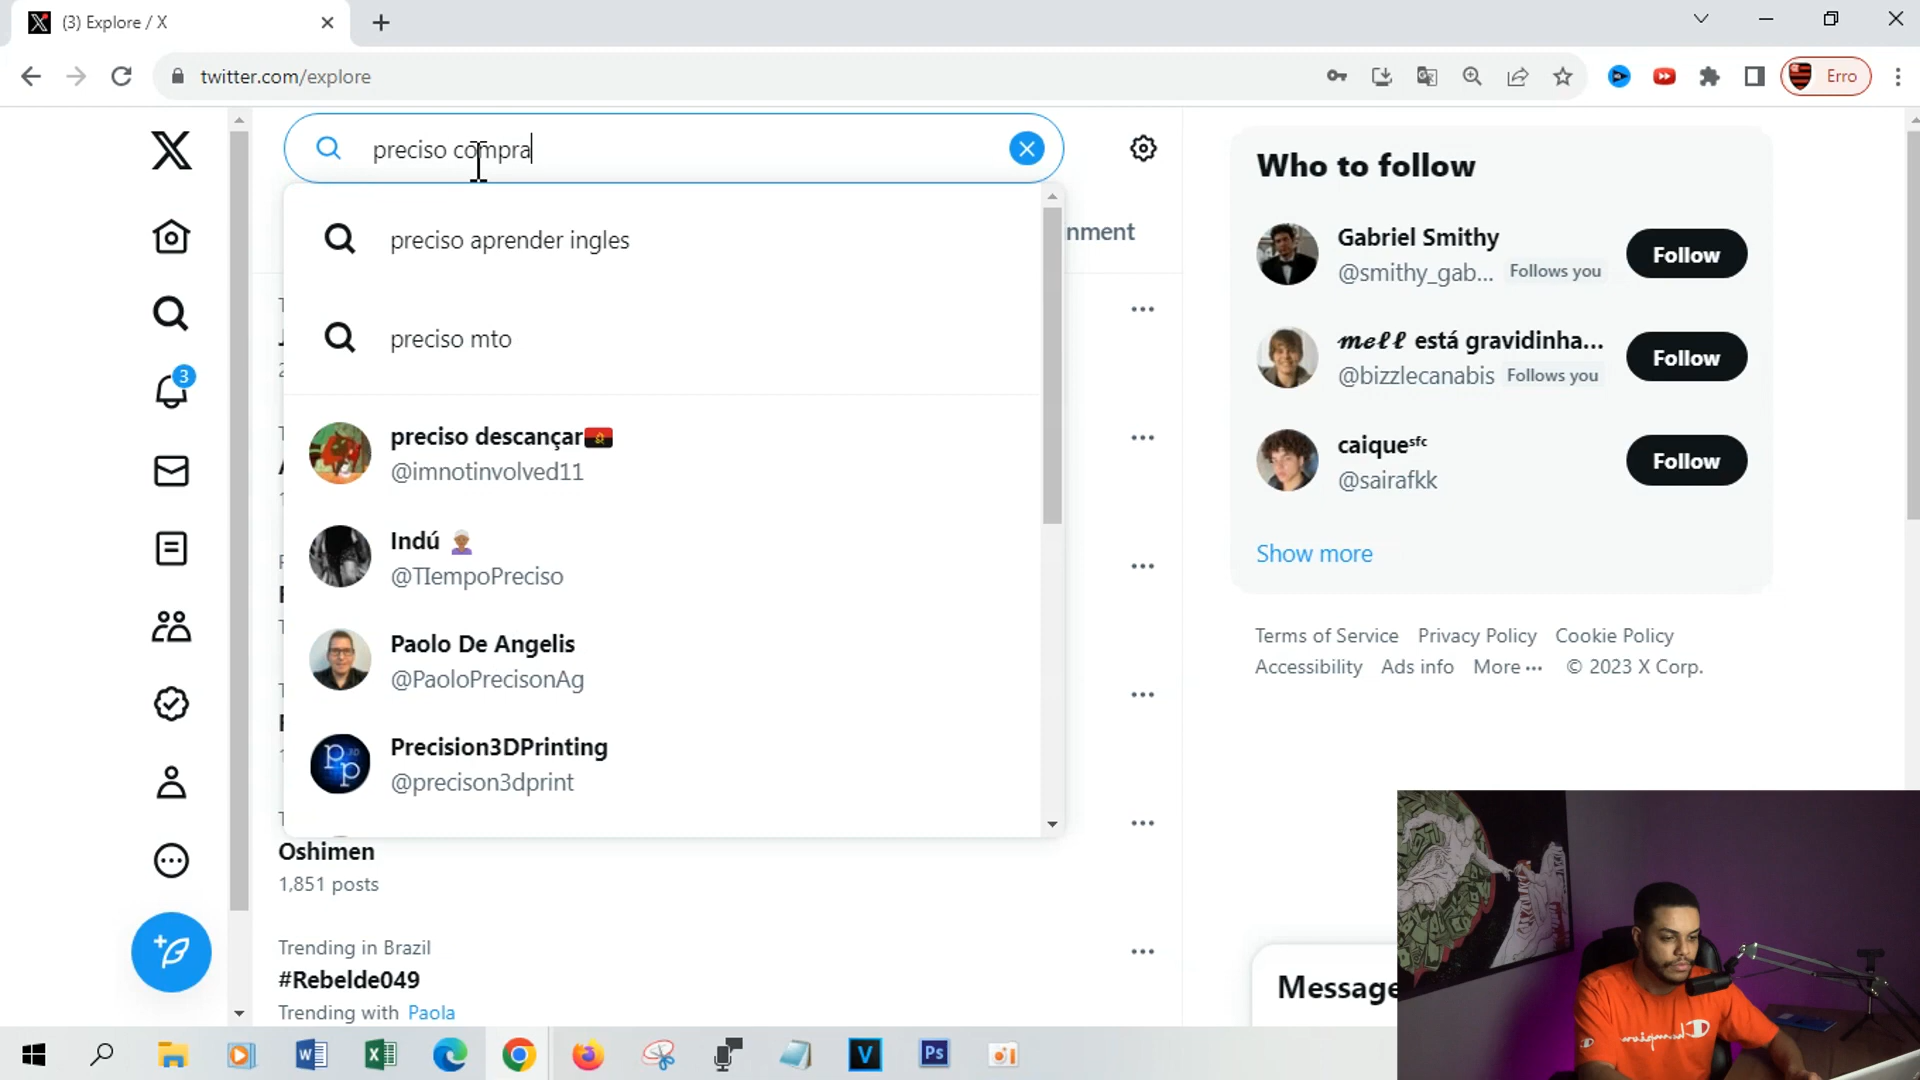 (3) Explore / X
twitter.com/explore
Erro
preciso compra
preciso aprender ingles
preciso mto
preciso descançar
@imnotinvolved11
Indú
@TIempoPreciso
Paolo De Angelis
@PaoloPrecisonAg
Precision3DPrinting
@precison3dprint
nment
Oshimen
1,851 posts
Trending in Brazil
#Rebelde049
Trending with Paola
3
Who to follow
Gabriel Smithy
@smithy_gab... Follows you
Follow
𝓶𝓮𝓵𝓵 está gravidinha...
@bizzlecanabis Follows you
Follow
caiqueˢᶠᶜ
@sairafkk
Follow
Show more
Terms of Service Privacy Policy Cookie Policy
Accessibility Ads info More ··· © 2023 X Corp.
Message